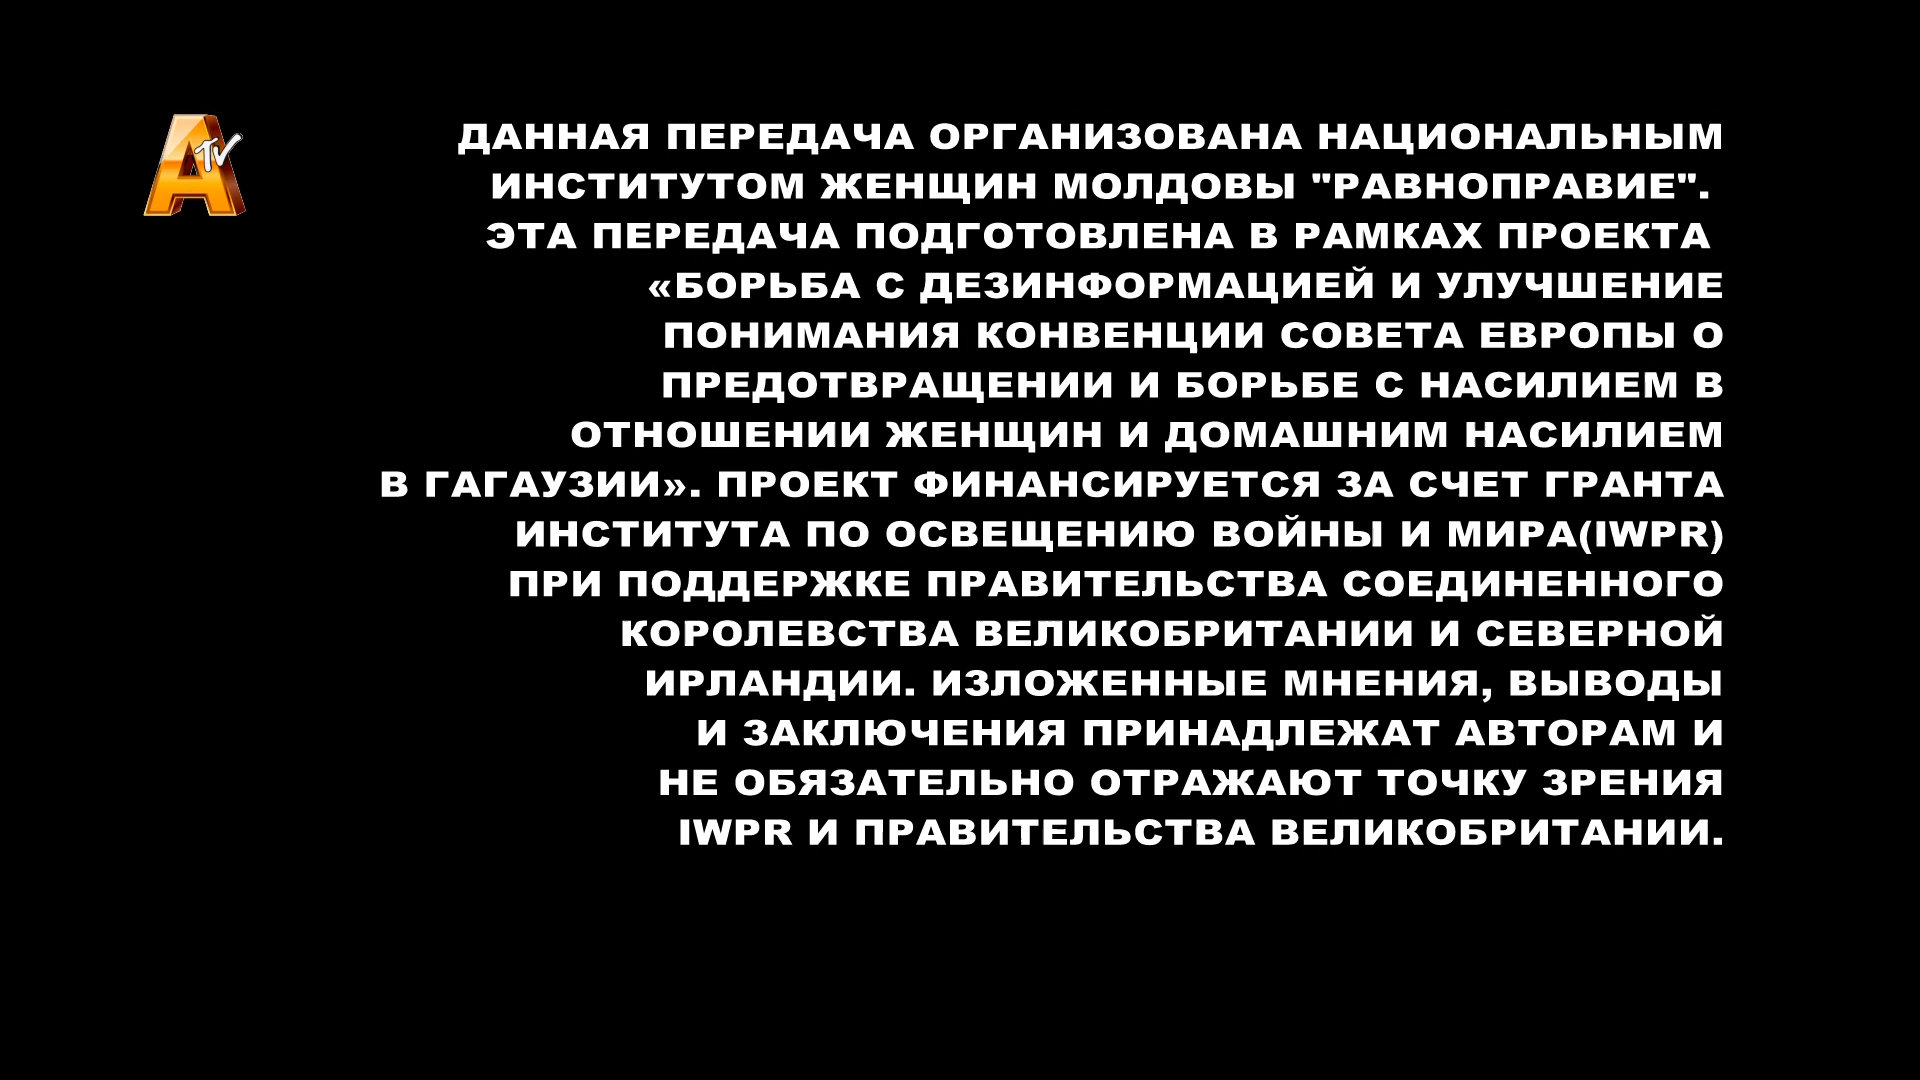 ATV
ДАННАЯ ПЕРЕДАЧА ОРГАНИЗОВАНА НАЦИОНАЛЬНЫМ
ИНСТИТУТОМ ЖЕНЩИН МОЛДОВЫ "РАВНОПРАВИЕ".
ЭТА ПЕРЕДАЧА ПОДГОТОВЛЕНА В РАМКАХ ПРОЕКТА
«БОРЬБА С ДЕЗИНФОРМАЦИЕЙ И УЛУЧШЕНИЕ
ПОНИМАНИЯ КОНВЕНЦИИ СОВЕТА ЕВРОПЫ О
ПРЕДОТВРАЩЕНИИ И БОРЬБЕ С НАСИЛИЕМ В
ОТНОШЕНИИ ЖЕНЩИН И ДОМАШНИМ НАСИЛИЕМ
В ГАГАУЗИИ». ПРОЕКТ ФИНАНСИРУЕТСЯ ЗА СЧЕТ ГРАНТА
ИНСТИТУТА ПО ОСВЕЩЕНИЮ ВОЙНЫ И МИРА(IWPR)
ПРИ ПОДДЕРЖКЕ ПРАВИТЕЛЬСТВА СОЕДИНЕННОГО
КОРОЛЕВСТВА ВЕЛИКОБРИТАНИИ И СЕВЕРНОЙ
ИРЛАНДИИ. ИЗЛОЖЕННЫЕ МНЕНИЯ, ВЫВОДЫ
И ЗАКЛЮЧЕНИЯ ПРИНАДЛЕЖАТ АВТОРАМ И
НЕ ОБЯЗАТЕЛЬНО ОТРАЖАЮТ ТОЧКУ ЗРЕНИЯ
IWPR И ПРАВИТЕЛЬСТВА ВЕЛИКОБРИТАНИИ.